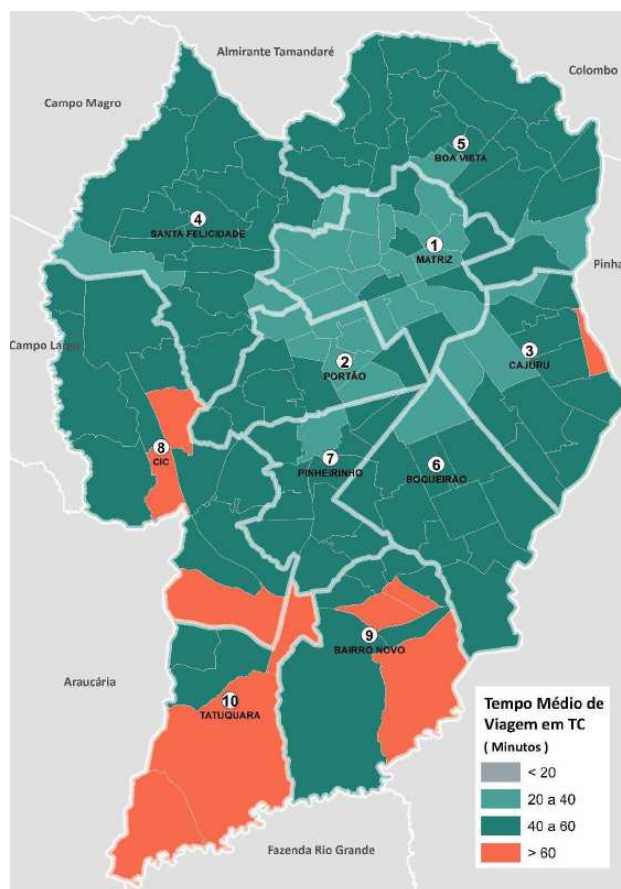 Almirante Tamandaré
Colombo
Campo Magro
5
BOA VISTA
4
SANTA FELICIDADE
1
MATRIZ
Pinha
Campo Largo
3
CAJURU
2
PORTÃO
8
CIC
7
PINHEIRINHO
6
BOQUEIRÃO
9
BAIRRO NOVO
Araucária
10
TATUQUARA
Tempo Médio de
Viagem em TC
( Minutos )
< 20
20 a 40
40 a 60
> 60
Fazenda Rio Grande